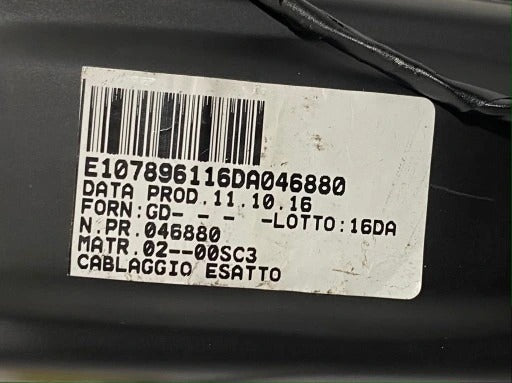 E107896116DA046880
DATA PROD.11.10.16
FORN:GD- - - -LOTTO:16DA
N.PR.046880
MATR.02--00SC3
CABLAGGIO ESATTO